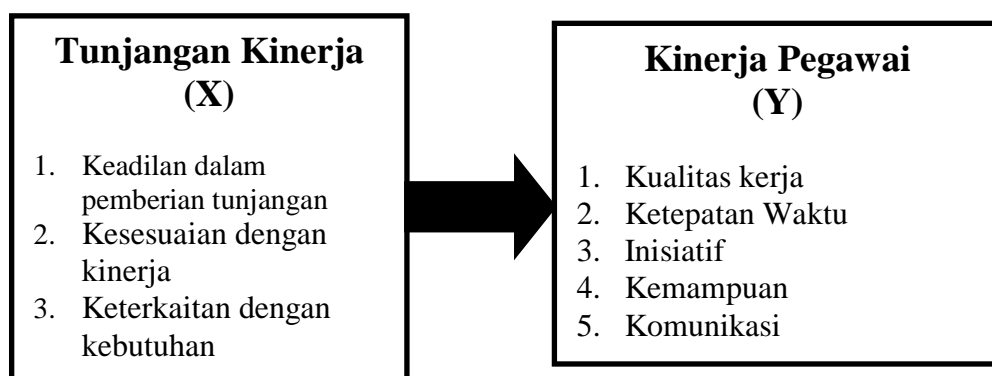 Tunjangan Kinerja
(X)
1. Keadilan dalam
pemberian tunjangan
2. Kesesuaian dengan
kinerja
3. Keterkaitan dengan
kebutuhan
Kinerja Pegawai
(Y)
1. Kualitas kerja
2. Ketepatan Waktu
3. Inisiatif
4. Kemampuan
5. Komunikasi